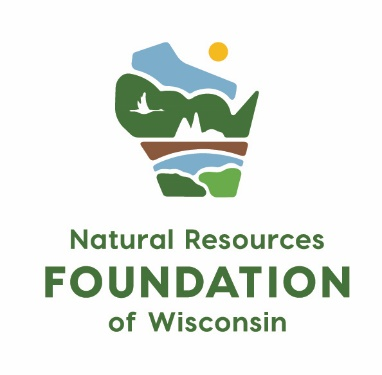 Natural Resources
FOUNDATION
of Wisconsin